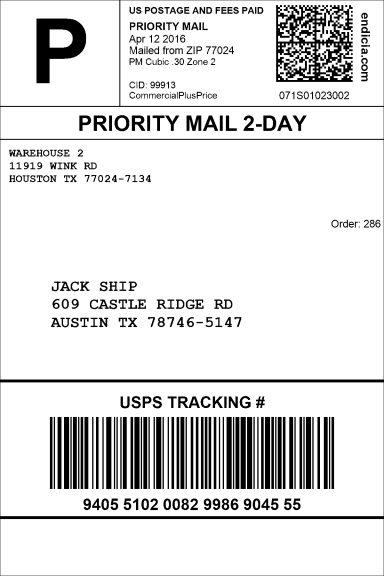 P
US POSTAGE AND FEES PAID
PRIORITY MAIL
Apr 12 2016
Mailed from ZIP 77024
PM Cubic .30 Zone 2
CID: 99913
CommercialPlusPrice
endicia.com
071S01023002
PRIORITY MAIL 2-DAY
WAREHOUSE 2
11919 WINK RD
HOUSTON TX 77024-7134
Order: 286
JACK SHIP
609 CASTLE RIDGE RD
AUSTIN TX 78746-5147
USPS TRACKING #
9405 5102 0082 9986 9045 55